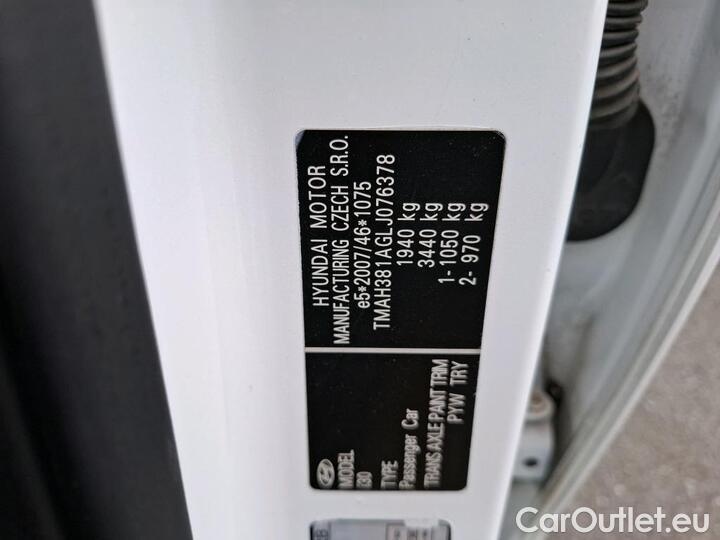 HYUNDAI MOTOR
MANUFACTURING CZECH S.R.O.
e5*2007/46*1075
TMAH381AGLJ076378
1940 kg
3440 kg
1- 1050 kg
2- 970 kg
MODEL
I30
TYPE
Passenger Car
TRANS AXLE PAINT TRIM
PYW TRY
CarOutlet.eu